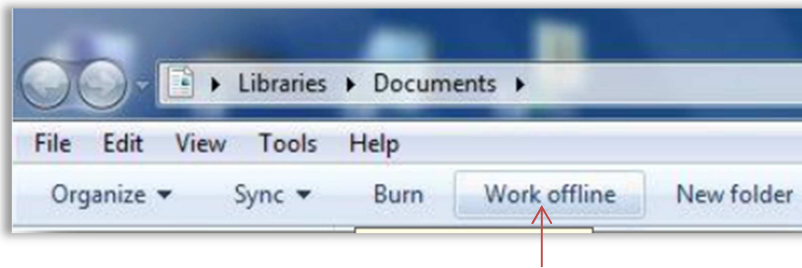 Libraries Documents
File Edit View Tools Help
Organize Sync Burn Work offline New folder